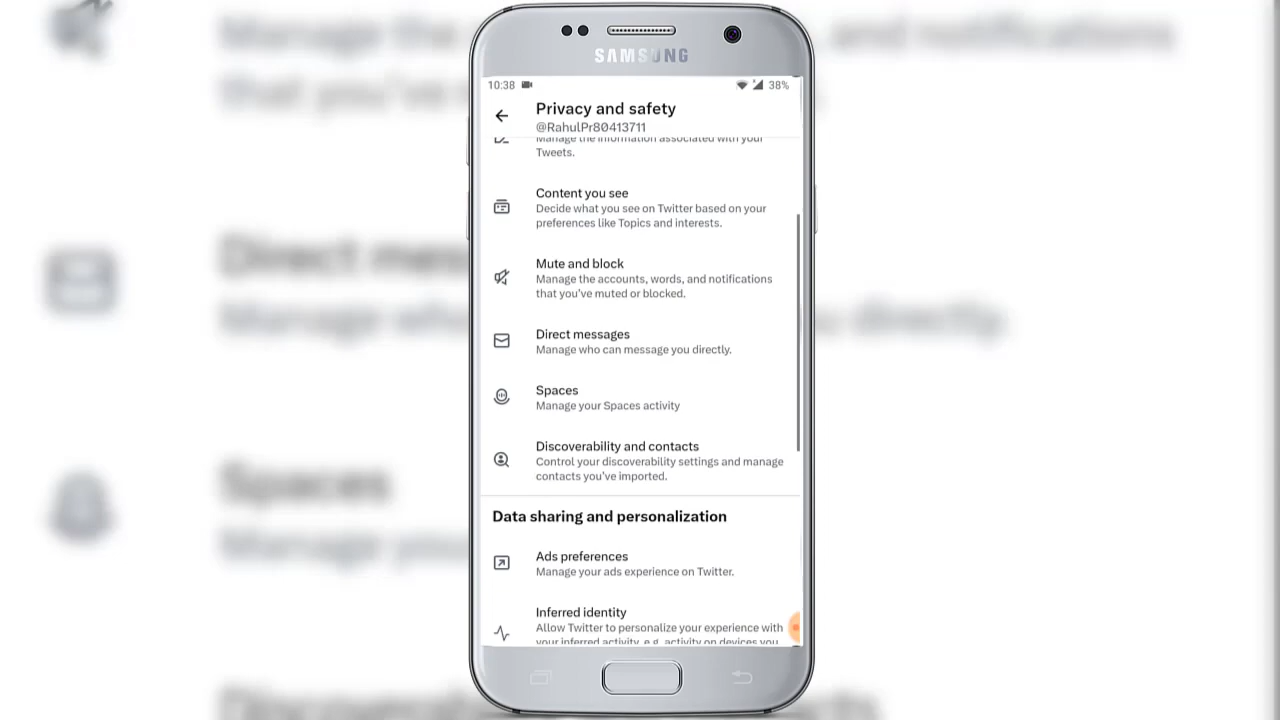 SAMSUNG
10:38
38%
Privacy and safety
@RahulPr80413711
Manage the information associated with your
Tweets.
Content you see
Decide what you see on Twitter based on your
preferences like Topics and interests.
Mute and block
Manage the accounts, words, and notifications
that you've muted or blocked.
Direct messages
Manage who can message you directly.
Spaces
Manage your Spaces activity
Discoverability and contacts
Control your discoverability settings and manage
contacts you've imported.
Data sharing and personalization
Ads preferences
Manage your ads experience on Twitter.
Inferred identity
Allow Twitter to personalize your experience with
your inferred activity, e.g. activity on devices you